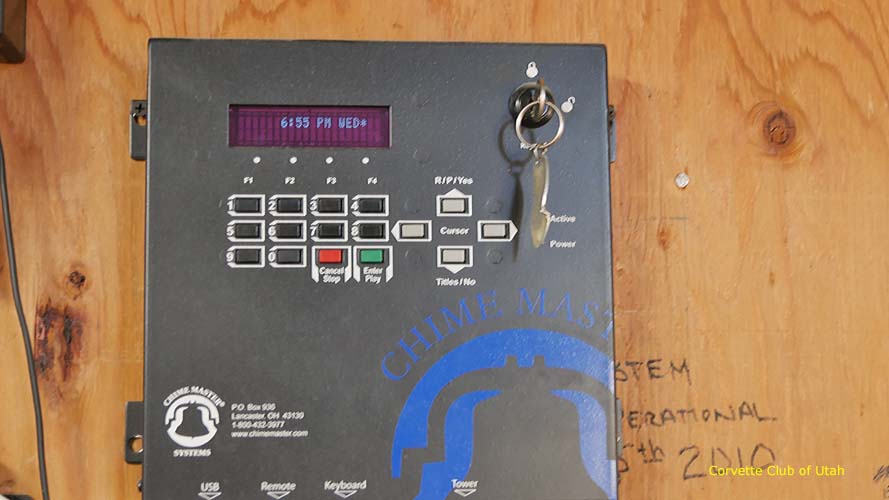 6:55 PM WED*
F1 F2 F3 F4
R/P/Yes
1 2 3 4
5 6 7 8
Cursor
9 0
Cancel Stop
Enter Play
Titles/No
Active
Power
CHIME MAST
CHIME MASTER®
SYSTEMS
P.O. Box 936
Lancaster, OH 43130
1-800-432-3977
www.chimemaster.com
STEM
ERATIONAL
5th 2010
USB Remote Keyboard Tower
Corvette Club of Utah